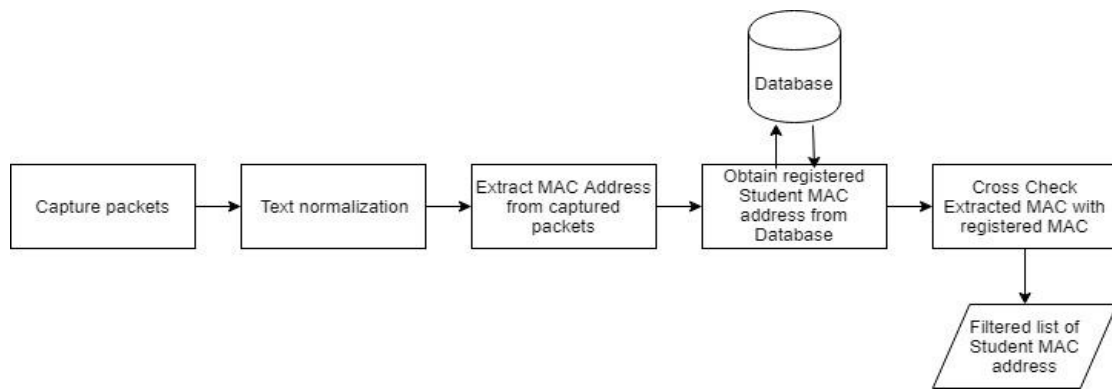 Database
Capture packets
Text normalization
Extract MAC Address
from captured
packets
Obtain registered
Student MAC
address from
Database
Cross Check
Extracted MAC with
registered MAC
Filtered list of
Student MAC
address